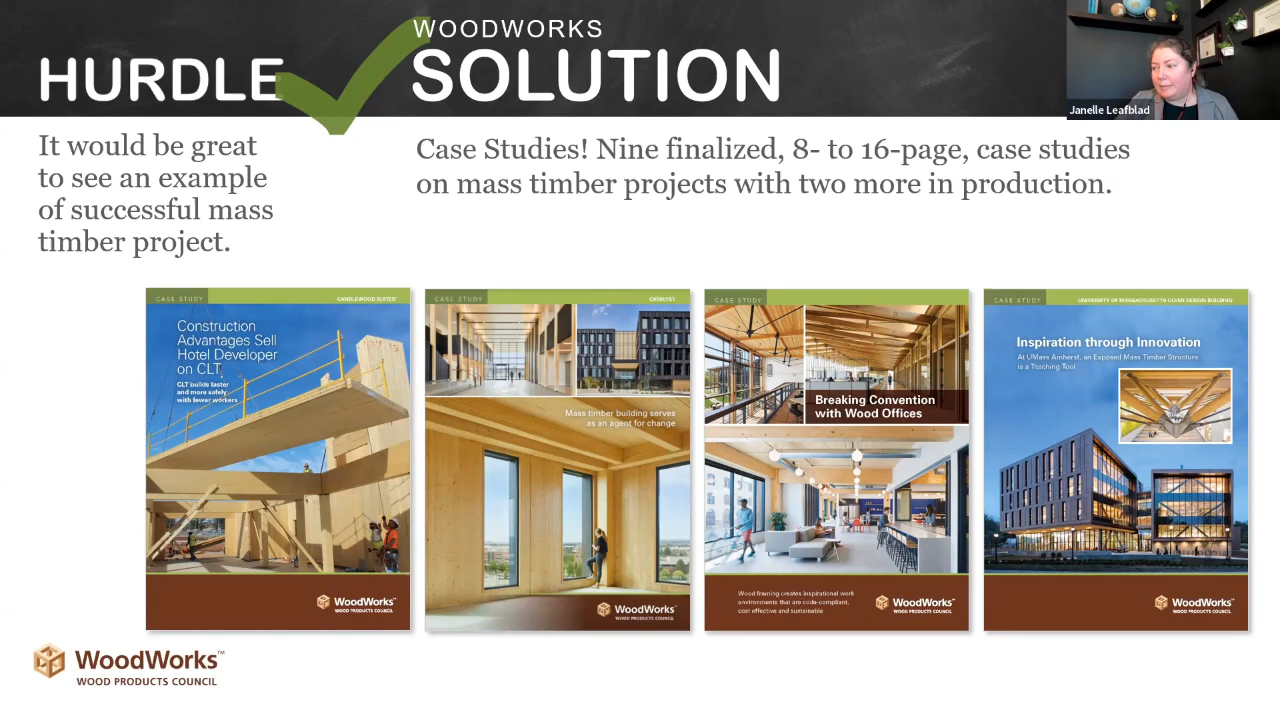 WOODWORKS
HURDLE SOLUTION
Janelle Leafblad
It would be great
to see an example
of successful mass
timber project.
Case Studies! Nine finalized, 8- to 16-page, case studies
on mass timber projects with two more in production.
CASE STUDY CANDLEWOOD SUITES®
Construction
Advantages Sell
Hotel Developer
on CLT
CLT builds faster
and more safely
with fewer workers
WoodWorks™
WOOD PRODUCTS COUNCIL
CASE STUDY CATALYST
Mass timber building serves
as an agent for change
WoodWorks™
WOOD PRODUCTS COUNCIL
CASE STUDY
Breaking Convention
with Wood Offices
Wood framing creates inspirational work
environments that are code-compliant,
cost effective and sustainable
WoodWorks™
WOOD PRODUCTS COUNCIL
CASE STUDY UNIVERSITY OF MASSACHUSETTS OLVER DESIGN BUILDING
Inspiration through Innovation
At UMass Amherst, an Exposed Mass Timber Structure
is a Teaching Tool
WoodWorks™
WOOD PRODUCTS COUNCIL
WoodWorks™
WOOD PRODUCTS COUNCIL